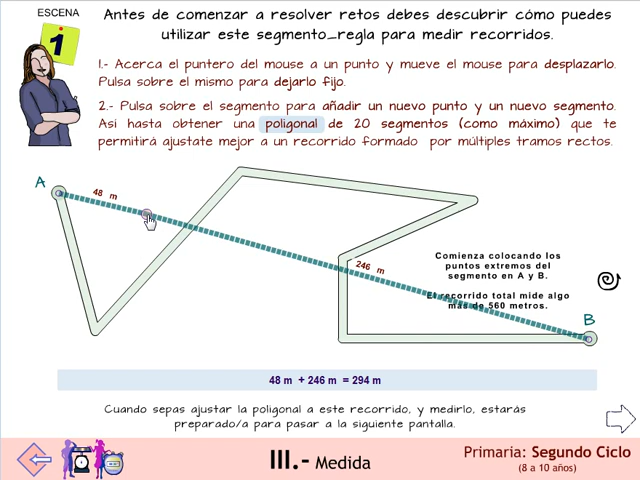 ESCENA
1
Antes de comenzar a resolver retos debes descubrir cómo puedes
utilizar este segmento_regla para medir recorridos.
1.- Acerca el puntero del mouse a un punto y mueve el mouse para desplazarlo.
Pulsa sobre el mismo para dejarlo fijo.
2.- Pulsa sobre el segmento para añadir un nuevo punto y un nuevo segmento.
Asi hasta obtener una poligonal de 20 segmentos (como máximo) que te
permitirá ajustate mejor a un recorrido formado por múltiples tramos rectos.
A
48 m
246 m
Comienza colocando los
puntos extremos del
segmento en A y B.
El recorrido total mide algo
más de 560 metros.
B
48 m + 246 m = 294 m
Cuando sepas ajustar la poligonal a este recorrido, y medirlo, estarás
preparado/a para pasar a la siguiente pantalla.
III.- Medida
Primaria: Segundo Ciclo
(8 a 10 años)